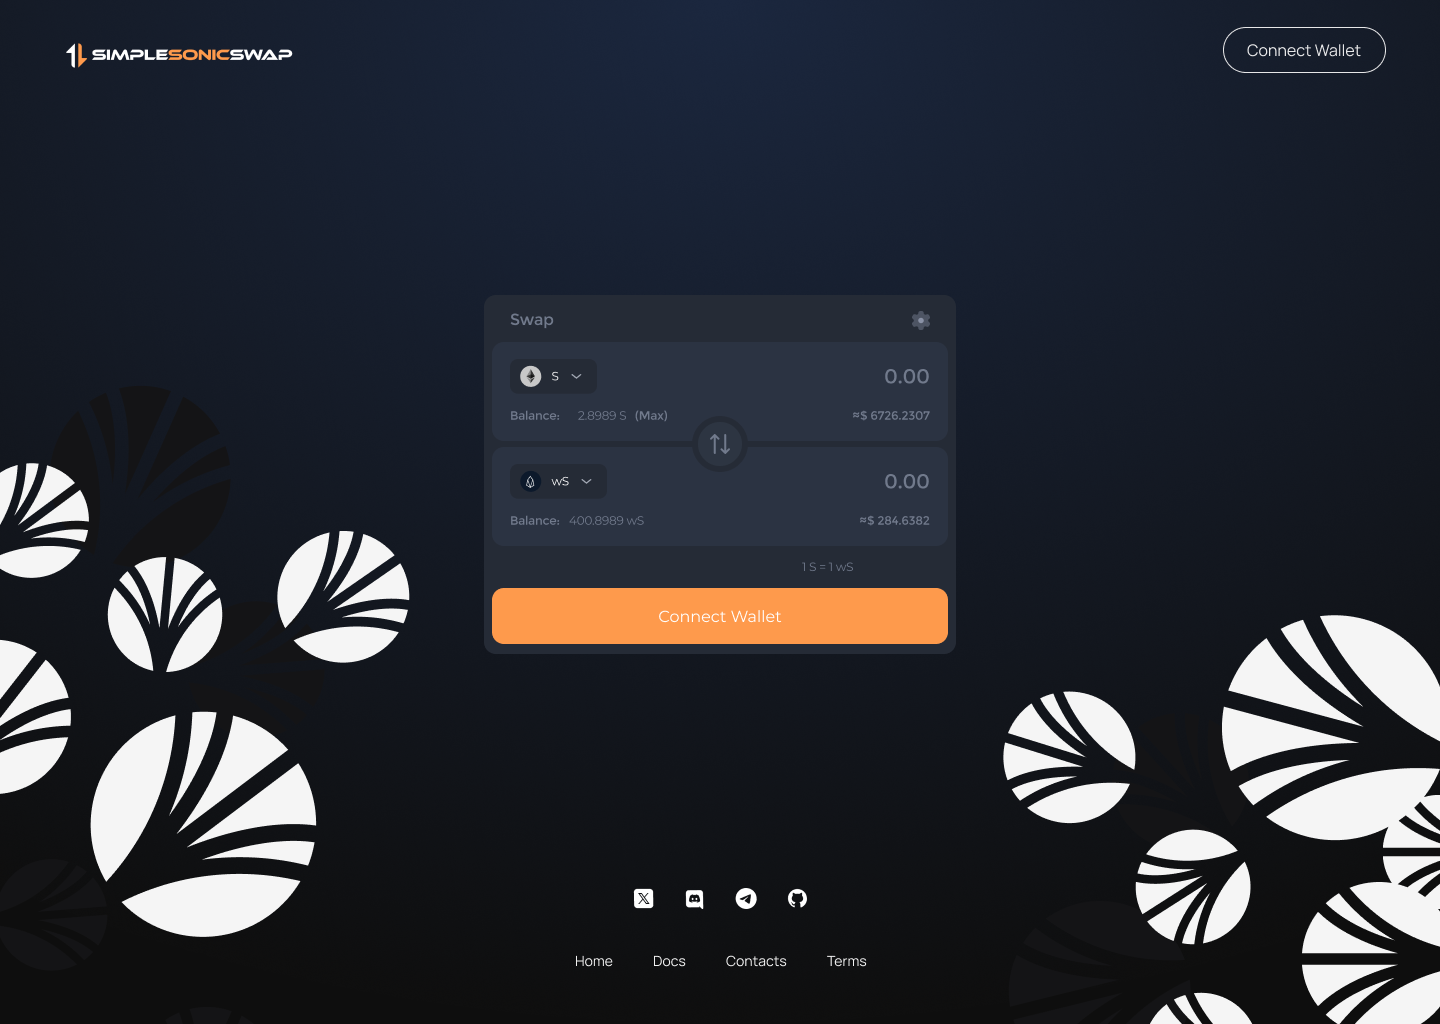 SIMPLESONICSWAP
Connect Wallet
Swap
S
0.00
Balance: 2.8989 S (Max)
≈$ 6726.2307
wS
0.00
Balance: 400.8989 wS
≈$ 284.6382
1 S = 1 wS
Connect Wallet
Home Docs Contacts Terms